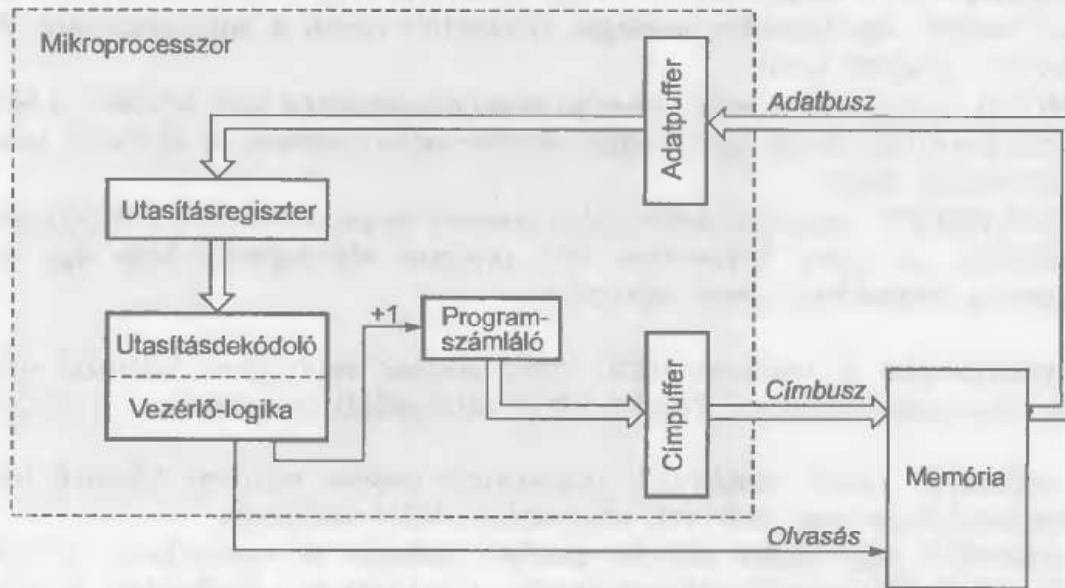 Mikroprocesszor
Adatpuffer
Adatbusz
Utasításregiszter
Utasításdekódoló
Vezérlő-logika
+1
Program-
számláló
Címpuffer
Címbusz
Memória
Olvasás